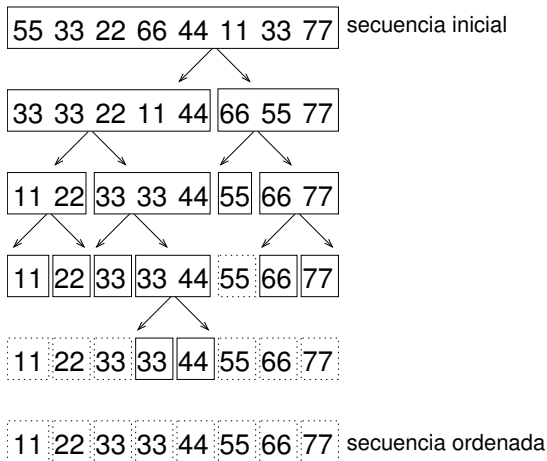 55 33 22 66 44 11 33 77 secuencia inicial
33 33 22 11 44 66 55 77
11 22 33 33 44 55 66 77
11 22 33 33 44 55 66 77
11 22 33 33 44 55 66 77
11 22 33 33 44 55 66 77 secuencia ordenada